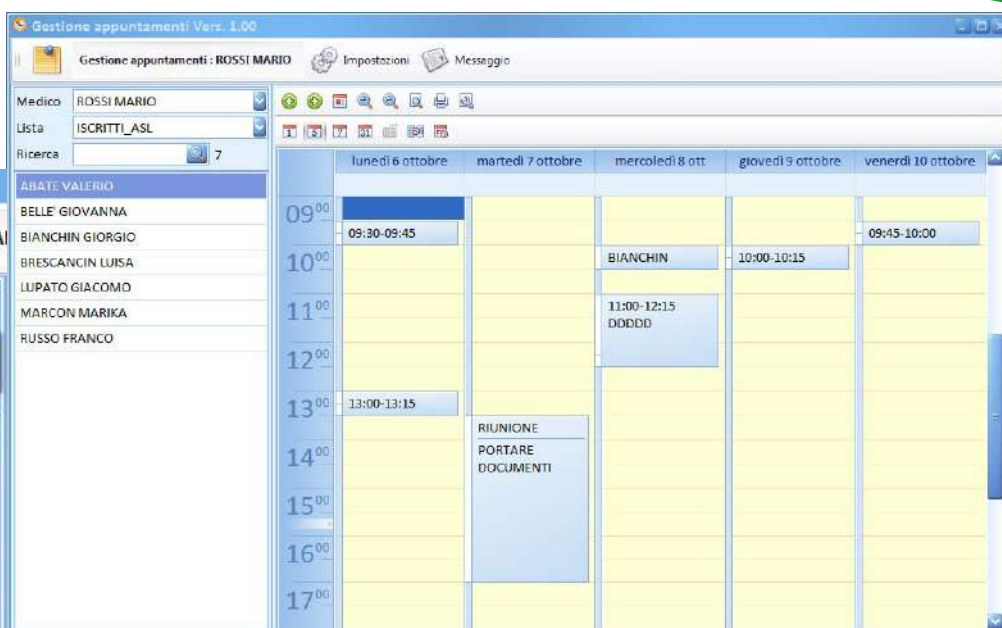 Gestione appuntamenti Vers. 1.00
Gestione appuntamenti : ROSSI MARIO Impostazioni Messaggio
Medico ROSSI MARIO
Lista ISCRITTI_ASL
Ricerca 7
1 5 7 31
ABATE VALERIO
BELLE' GIOVANNA
BIANCHIN GIORGIO
BRESCANCIN LUISA
LUPATO GIACOMO
MARCON MARIKA
RUSSO FRANCO
lunedì 6 ottobre martedì 7 ottobre mercoledì 8 ott giovedì 9 ottobre venerdì 10 ottobre
09 00
09:30-09:45 09:45-10:00
10 00 BIANCHIN 10:00-10:15
11 00 11:00-12:15
DDDDD
12 00
13 00 13:00-13:15
RIUNIONE
14 00 PORTARE
DOCUMENTI
15 00
16 00
17 00